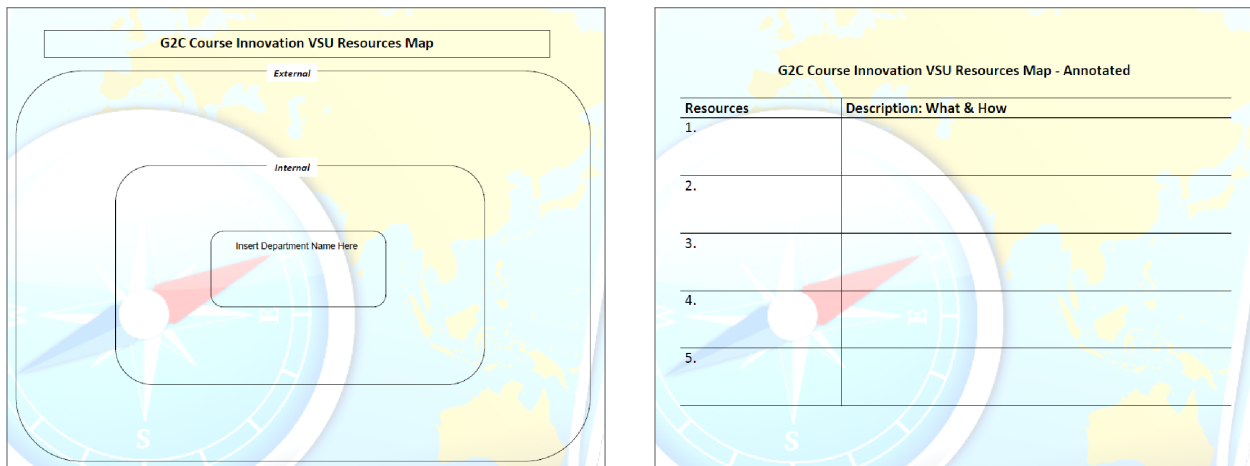 G2C Course Innovation VSU Resources Map
External
Internal
Insert Department Name Here
W
E
S
G2C Course Innovation VSU Resources Map - Annotated
Resources Description: What & How
1.
2.
3.
4.
5.
W
E
S